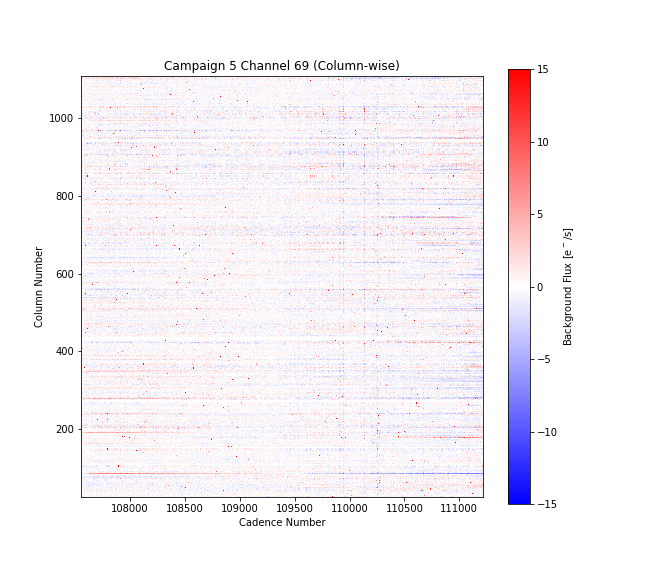 Campaign 5 Channel 69 (Column-wise)
1000
800
600
400
200
Column Number
108000 108500 109000 109500 110000 110500 111000
Cadence Number
15
10
5
0
−5
−10
−15
Background Flux [e⁻/s]